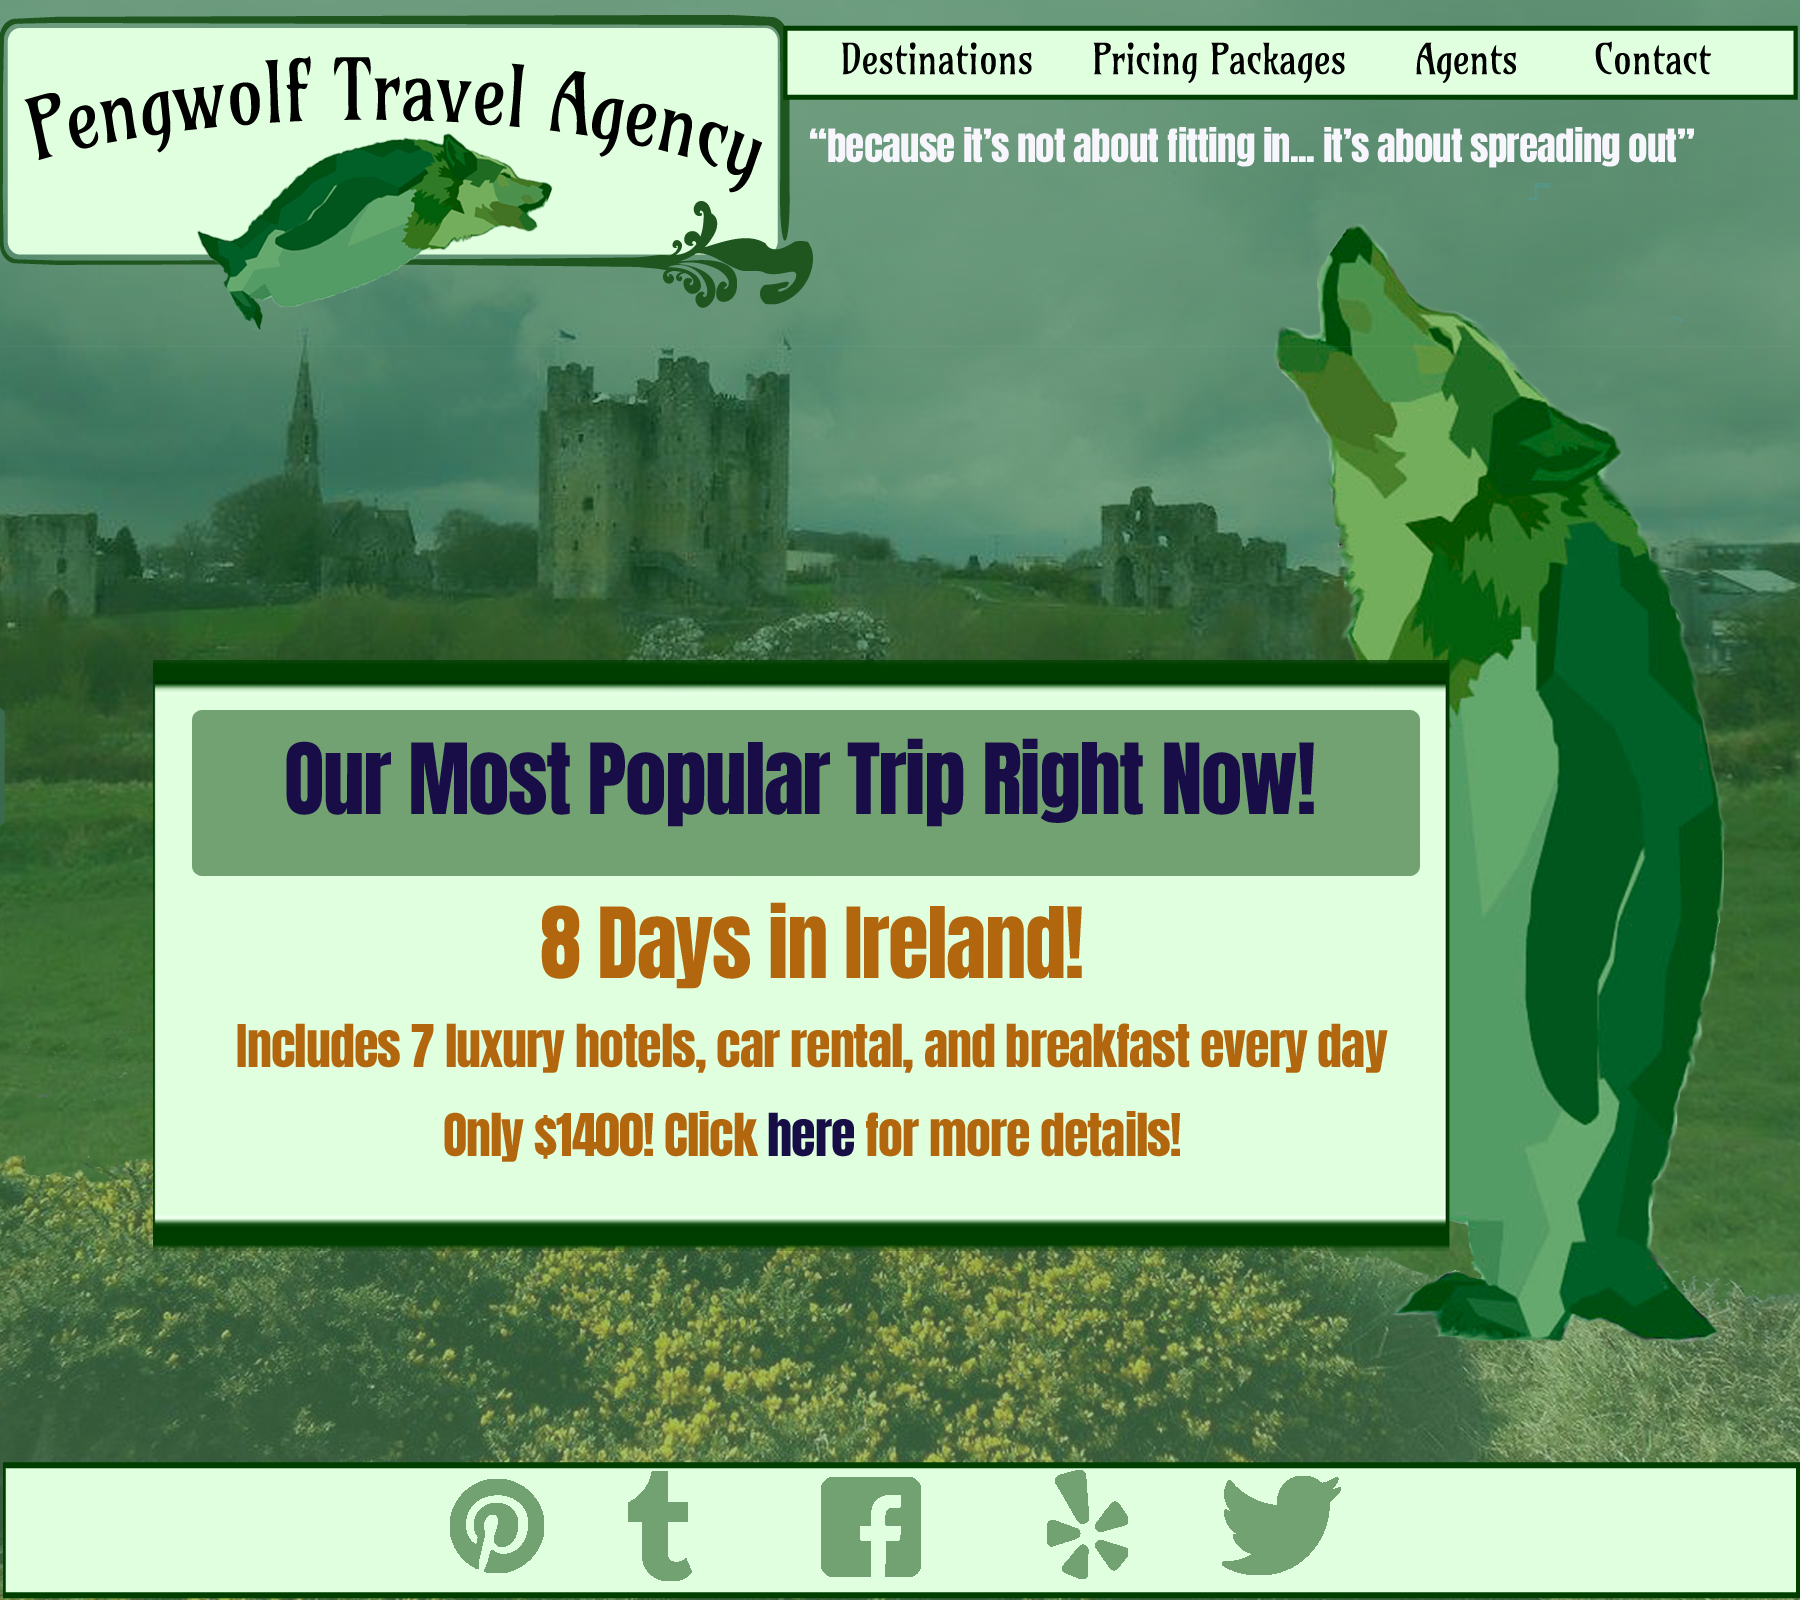 Pengwolf Travel Agency
Destinations Pricing Packages Agents Contact
“because it’s not about fitting in... it’s about spreading out”
Our Most Popular Trip Right Now!
8 Days in Ireland!
Includes 7 luxury hotels, car rental, and breakfast every day
Only $1400! Click here for more details!